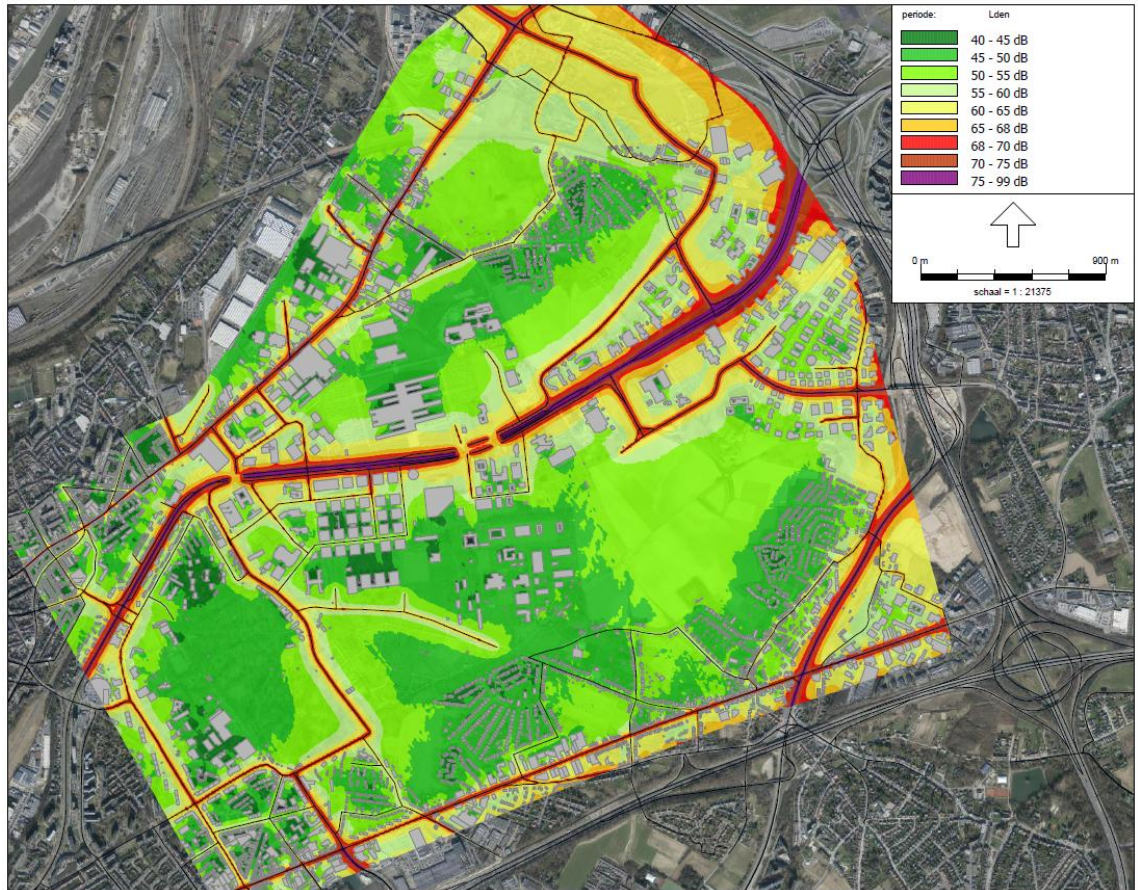 periode: Lden
40 - 45 dB
45 - 50 dB
50 - 55 dB
55 - 60 dB
60 - 65 dB
65 - 68 dB
68 - 70 dB
70 - 75 dB
75 - 99 dB
0 m 900 m
schaal = 1 : 21375